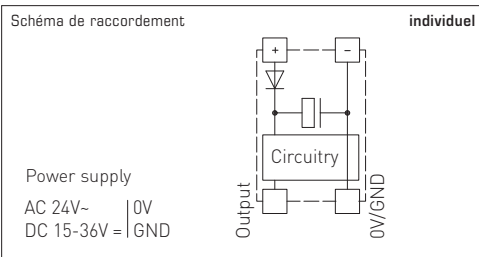 Schéma de raccordement
individuel
+ −
Circuitry
Power supply
AC 24V~ | 0V
DC 15-36V = | GND
Output
0V/GND